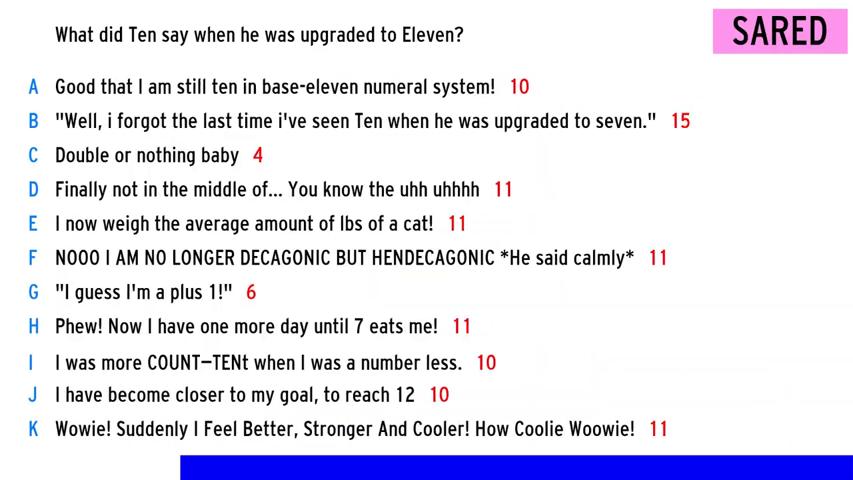 What did Ten say when he was upgraded to Eleven?
SARED
A Good that I am still ten in base-eleven numeral system! 10
B "Well, i forgot the last time i've seen Ten when he was upgraded to seven." 15
C Double or nothing baby 4
D Finally not in the middle of... You know the uhh uhhhh 11
E I now weigh the average amount of lbs of a cat! 11
F NOOO I AM NO LONGER DECAGONIC BUT HENDECAGONIC *He said calmly* 11
G "I guess I'm a plus 1!" 6
H Phew! Now I have one more day until 7 eats me! 11
I I was more COUNT—TENt when I was a number less. 10
J I have become closer to my goal, to reach 12 10
K Wowie! Suddenly I Feel Better, Stronger And Cooler! How Coolie Woowie! 11